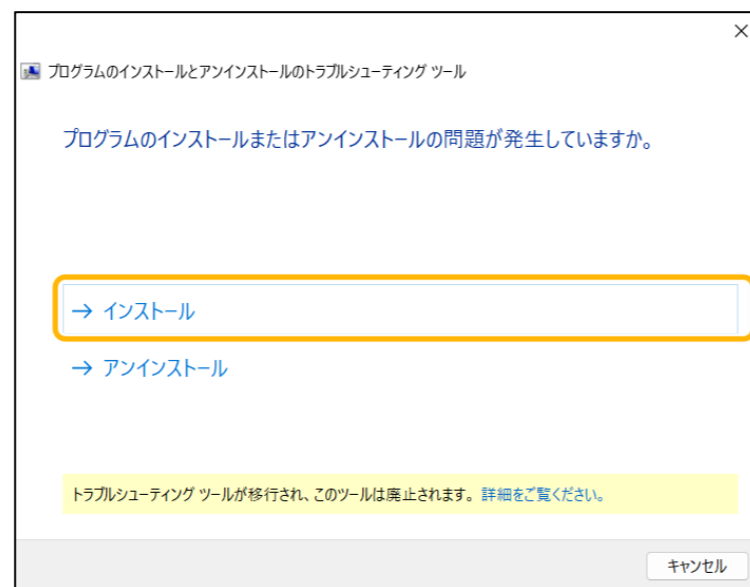 プログラムのインストールとアンインストールのトラブルシューティング ツール
プログラムのインストールまたはアンインストールの問題が発生していますか。
→ インストール
→ アンインストール
トラブルシューティング ツールが移行され、このツールは廃止されます。詳細をご覧ください。
キャンセル